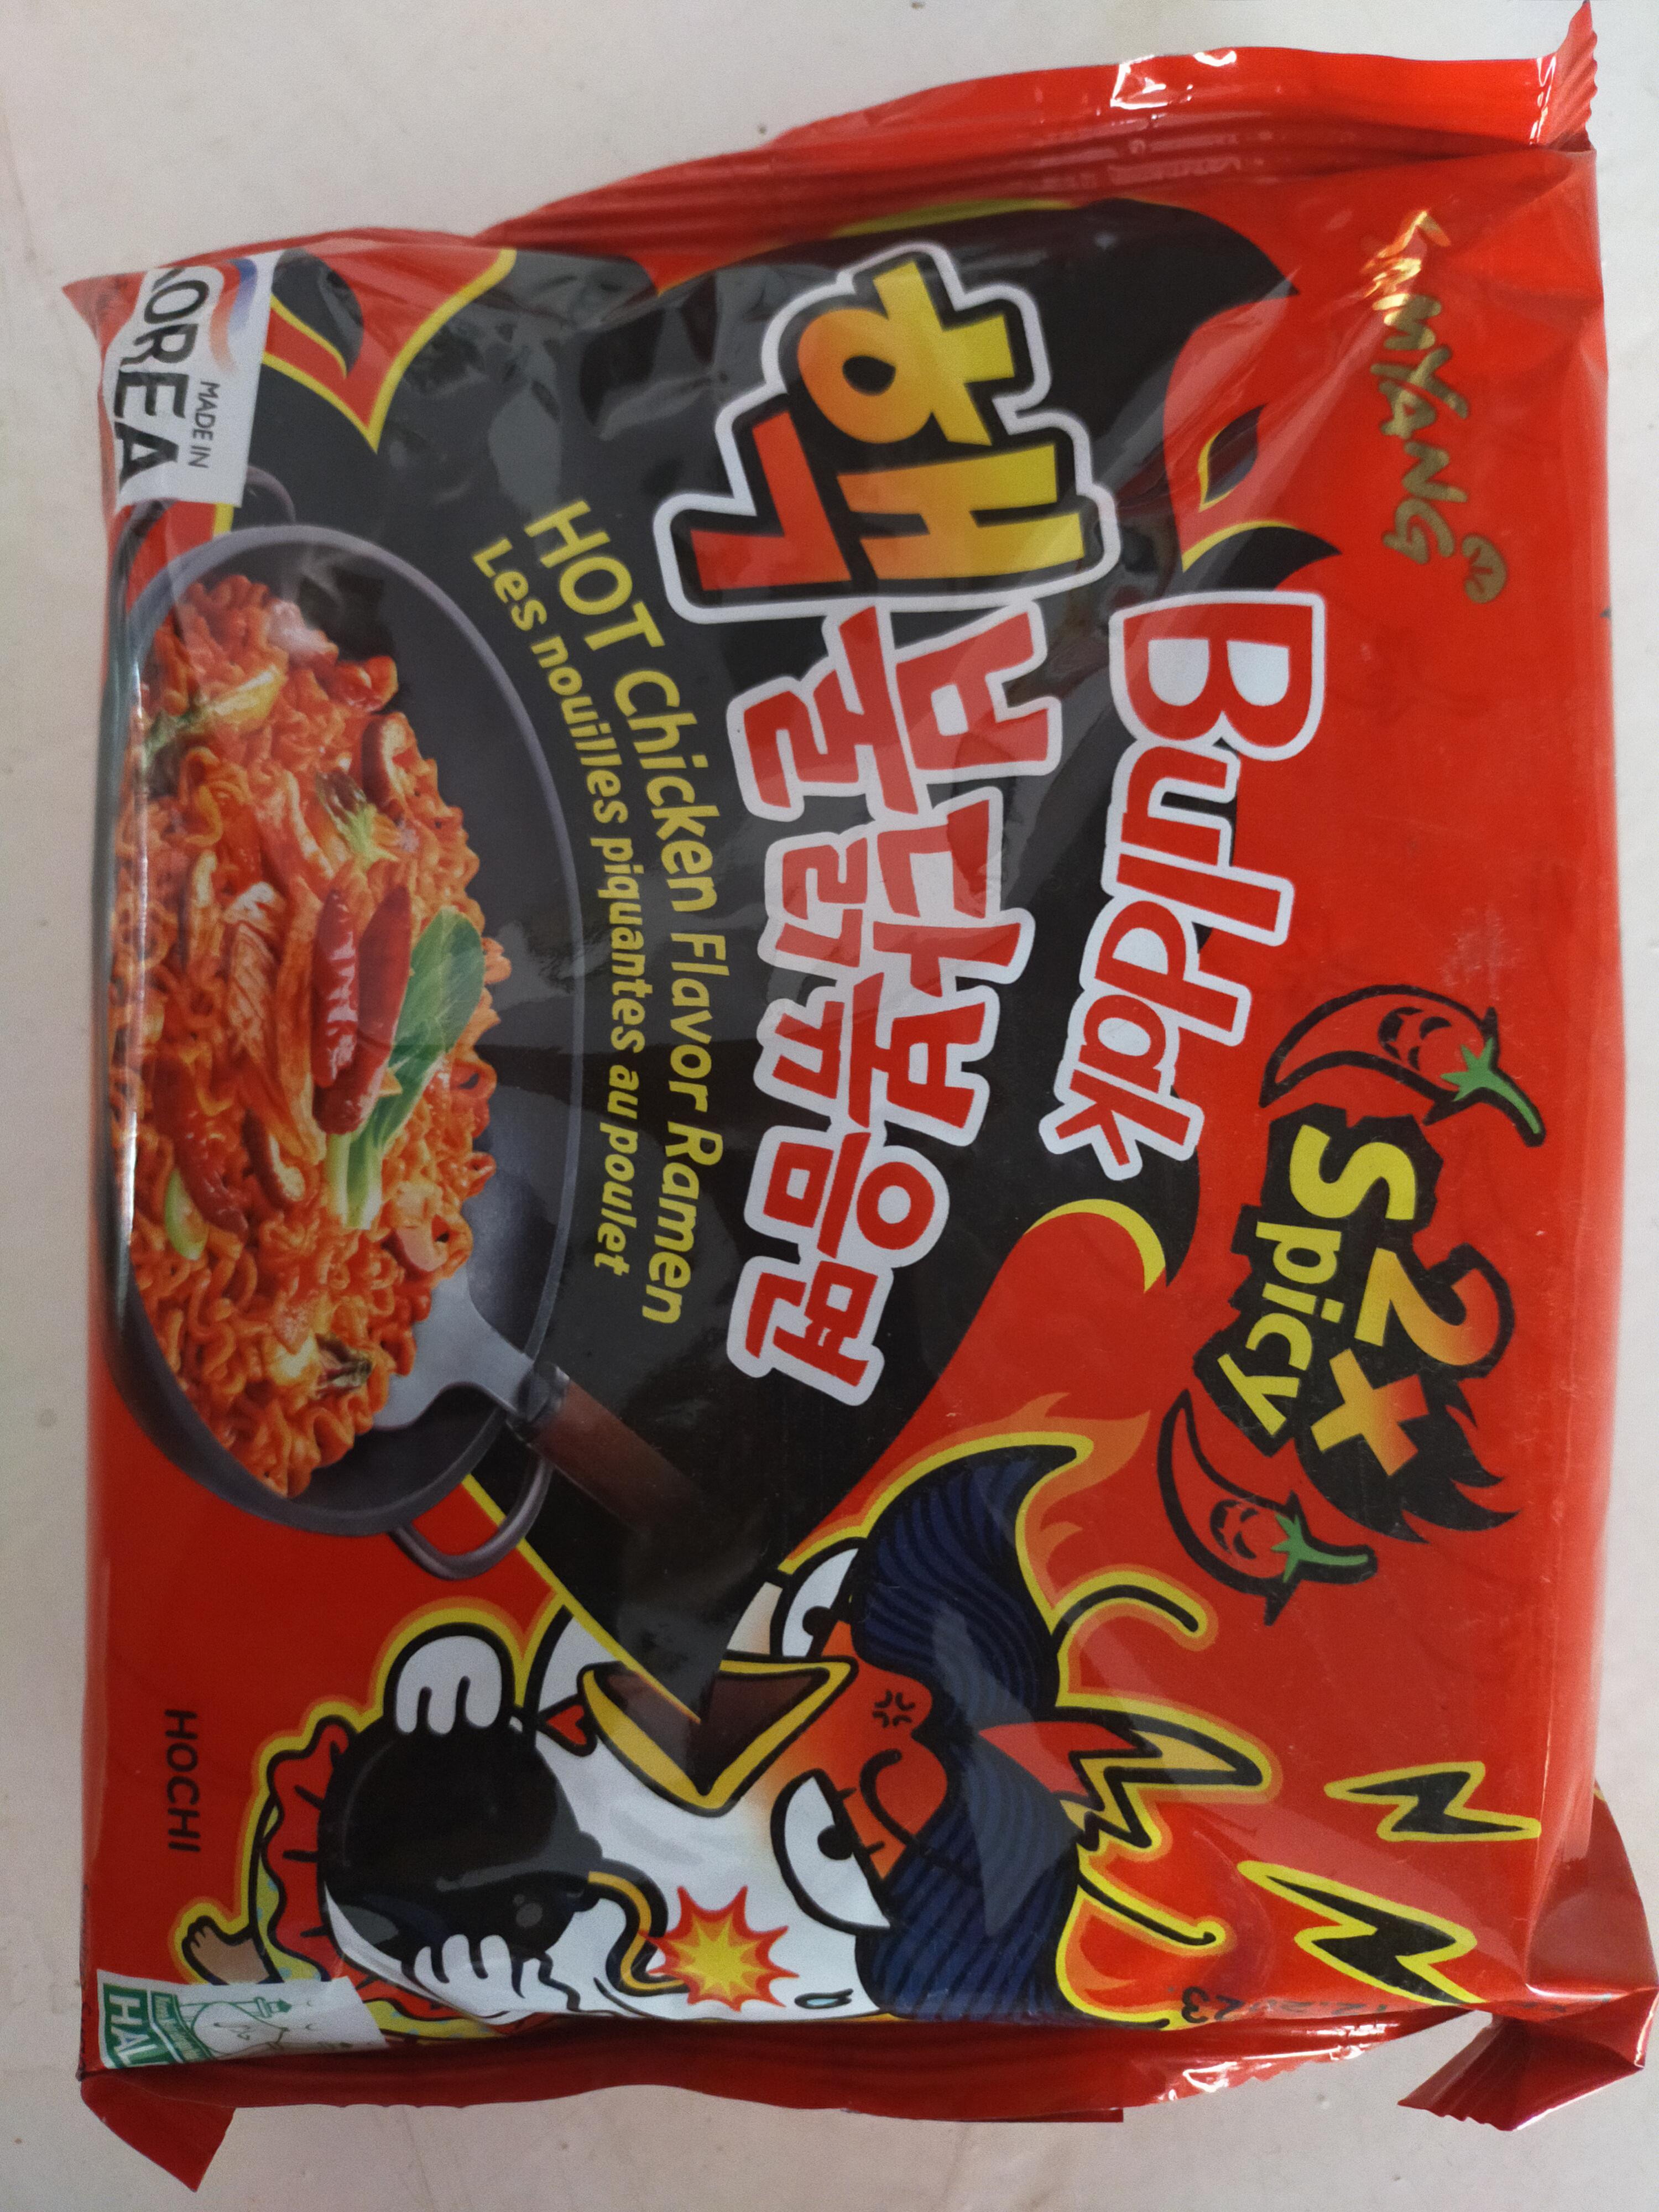 SAMYANG
2x
Spicy
Buldak
핵불닭볶음면
HOT Chicken Flavor Ramen
Les nouilles piquantes au poulet
MADE IN
KOREA
HOCHI